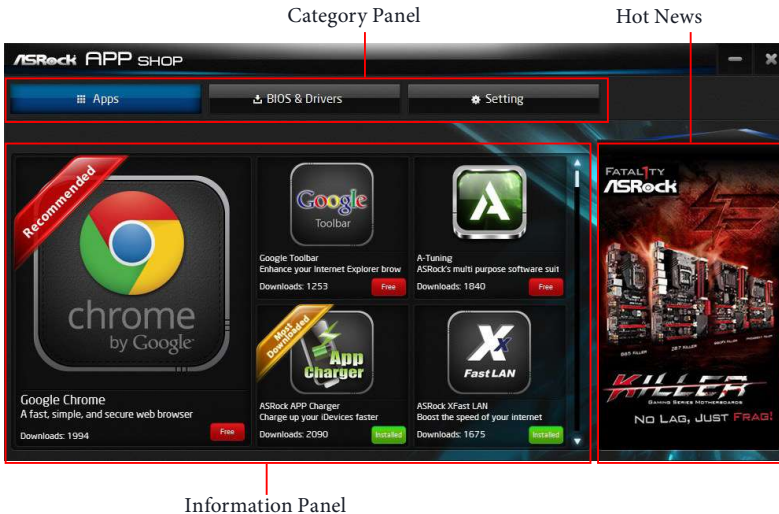 Category Panel
Hot News
ASRock APP SHOP
Apps
BIOS & Drivers
Setting
Recommended
chrome
by Google
Google Chrome
A fast, simple, and secure web browser
Downloads: 1994
Free
Google
Toolbar
Google Toolbar
Enhance your Internet Explorer brow
Downloads: 1253
Free
A-Tuning
ASRock's multi purpose software suit
Downloads: 1840
Free
Most
Downloaded
App
Charger
ASRock APP Charger
Charge up your iDevices faster
Downloads: 2090
Installed
Fast LAN
ASRock XFast LAN
Boost the speed of your internet
Downloads: 1675
Installed
FATAL1TY
ASRock
KILLER
GAMING SERIES MOTHERBOARDS
NO LAG, JUST FRAG!
Information Panel